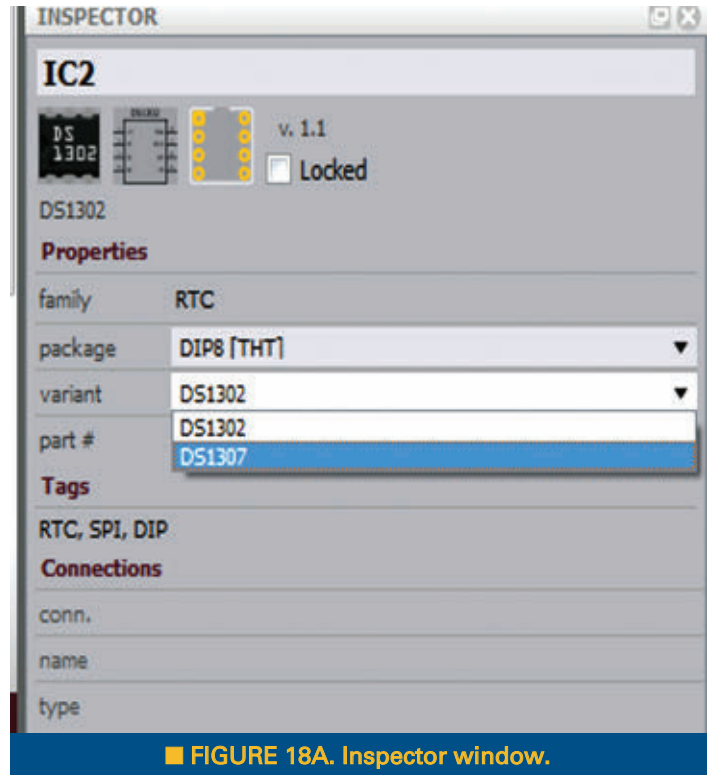 INSPECTOR
IC2
DS
1302
v. 1.1
Locked
DS1302
Properties
family RTC
package DIP8 [THT]
variant DS1302
DS1302
part #
DS1307
Tags
RTC, SPI, DIP
Connections
conn.
name
type
FIGURE 18A. Inspector window.